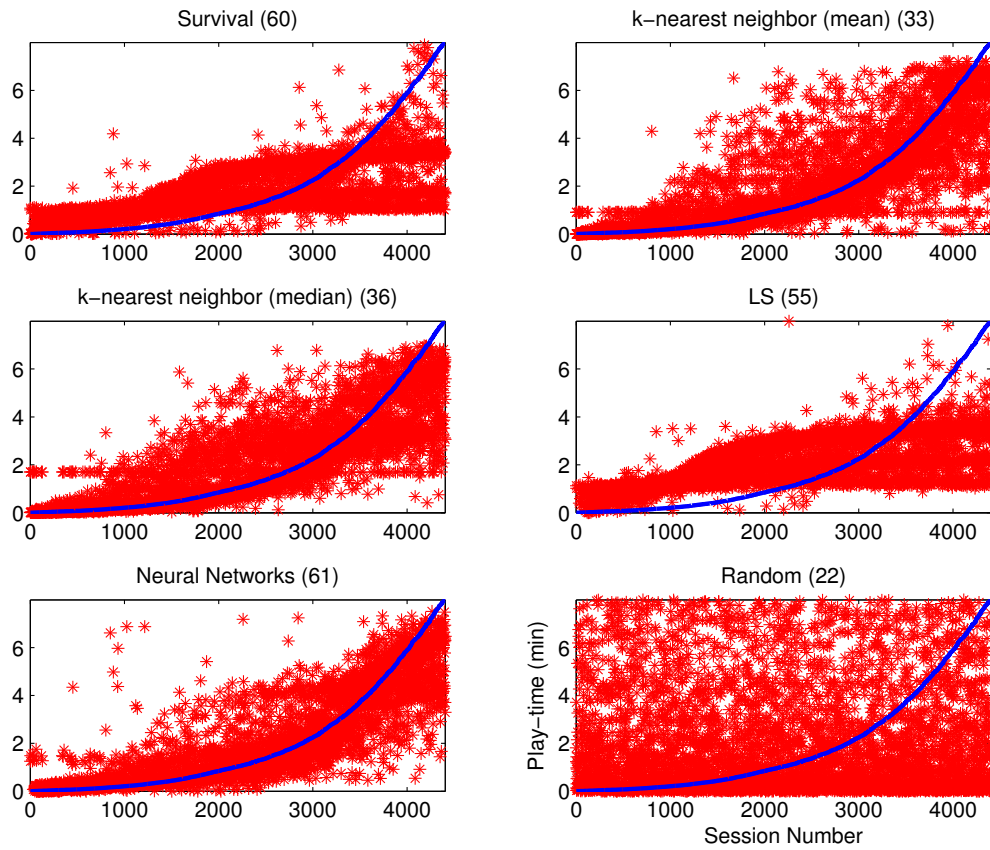 Survival (60)
6
4
2
0
0 1000 2000 3000 4000
k−nearest neighbor (mean) (33)
6
4
2
0
0 1000 2000 3000 4000
k−nearest neighbor (median) (36)
6
4
2
0
0 1000 2000 3000 4000
LS (55)
6
4
2
0
0 1000 2000 3000 4000
Neural Networks (61)
6
4
2
0
0 1000 2000 3000 4000
Random (22)
Play−time (min)
6
4
2
0
0 1000 2000 3000 4000
Session Number